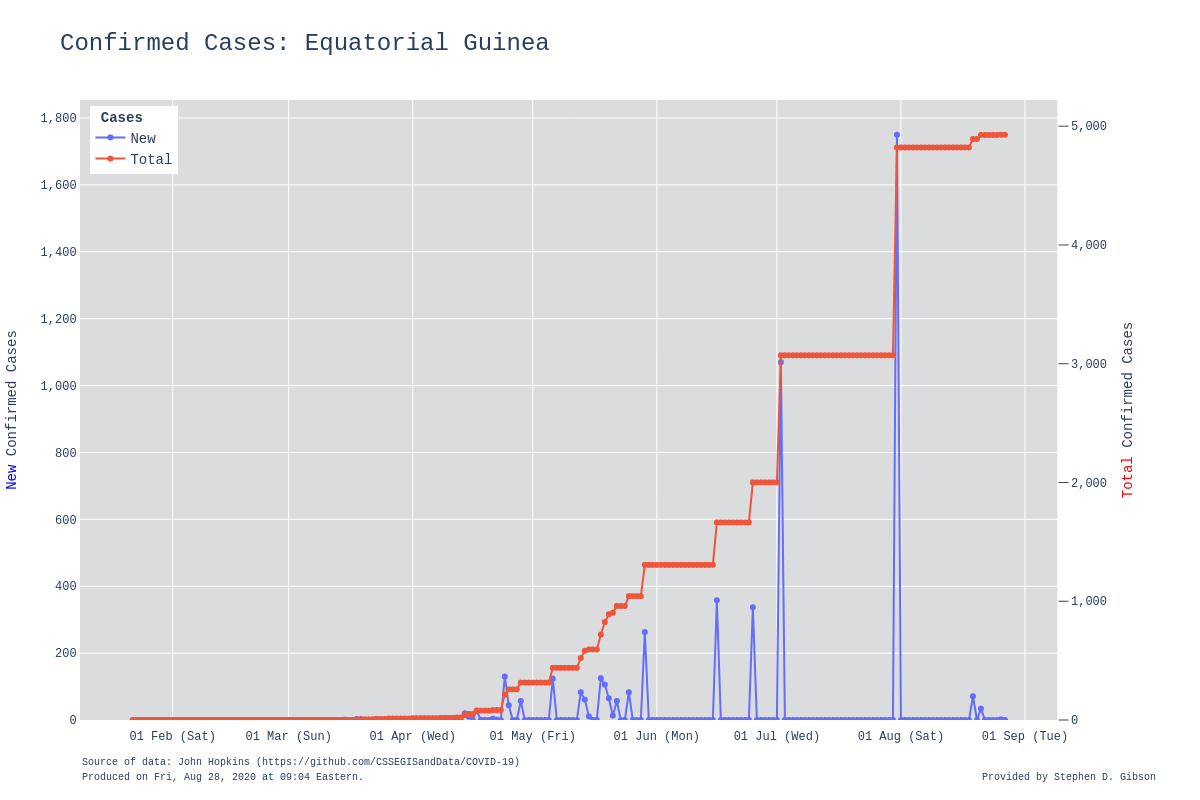 Confirmed Cases: Equatorial Guinea
Cases
New
Total
1,800
1,600
1,400
1,200
1,000
800
600
400
200
0
New Confirmed Cases
5,000
4,000
3,000
2,000
1,000
0
Total Confirmed Cases
01 Feb (Sat) 01 Mar (Sun) 01 Apr (Wed) 01 May (Fri) 01 Jun (Mon) 01 Jul (Wed) 01 Aug (Sat) 01 Sep (Tue)
Source of data: John Hopkins (https://github.com/CSSEGISandData/COVID-19)
Produced on Fri, Aug 28, 2020 at 09:04 Eastern.
Provided by Stephen D. Gibson